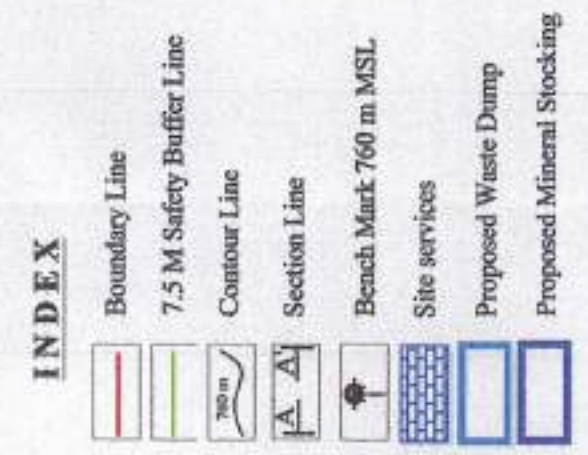 INDEX
Boundary Line
7.5 M Safety Buffer Line
760 m Contour Line
A A' Section Line
Bench Mark 760 m MSL
Site services
Proposed Waste Dump
Proposed Mineral Stocking